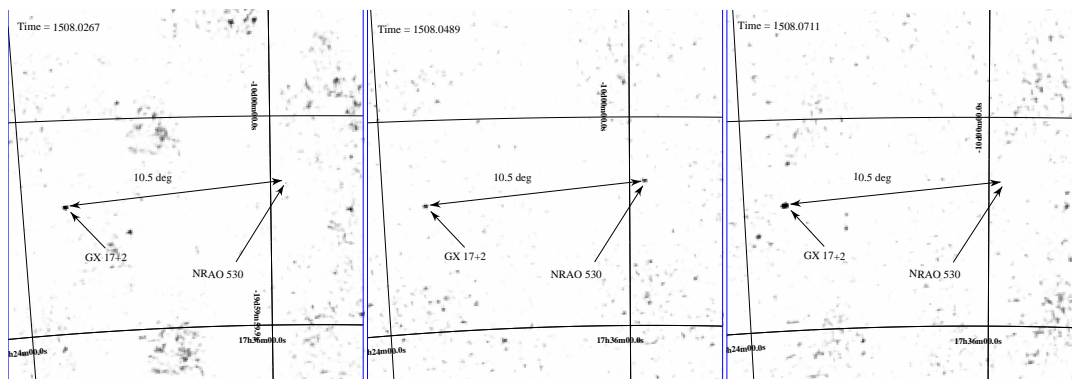 Time = 1508.0267
-10d00m00.0s
10.5 deg
GX 17+2
NRAO 530
-19d59m59.9
17h36m00.0s
h24m00.0s
Time = 1508.0489
-10d00m00.0s
10.5 deg
GX 17+2
NRAO 530
17h36m00.0s
h24m00.0s
Time = 1508.0711
-10d00m00.0s
10.5 deg
GX 17+2
NRAO 530
17h36m00.0s
h24m00.0s